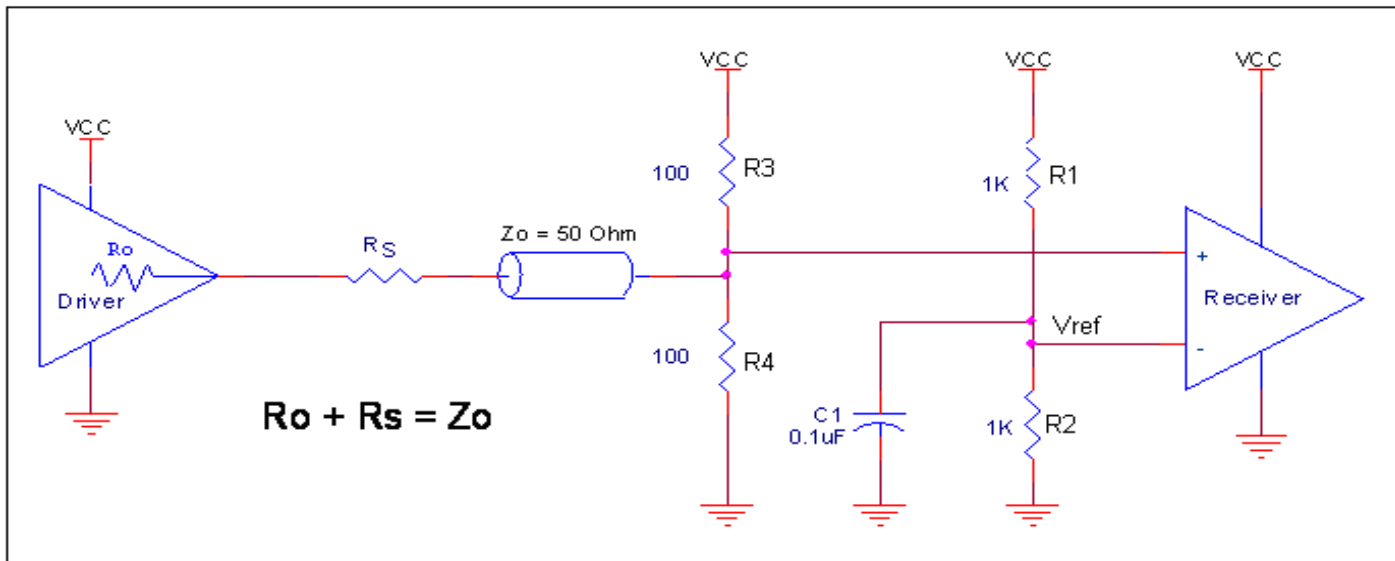 VCC
VCC
VCC
VCC
R3
100
R1
1K
Zo = 50 Ohm
RS
Ro
+
Driver
Receiver
Vref
-
100
R4
Ro + Rs = Zo
C1
0.1uF
R2
1K